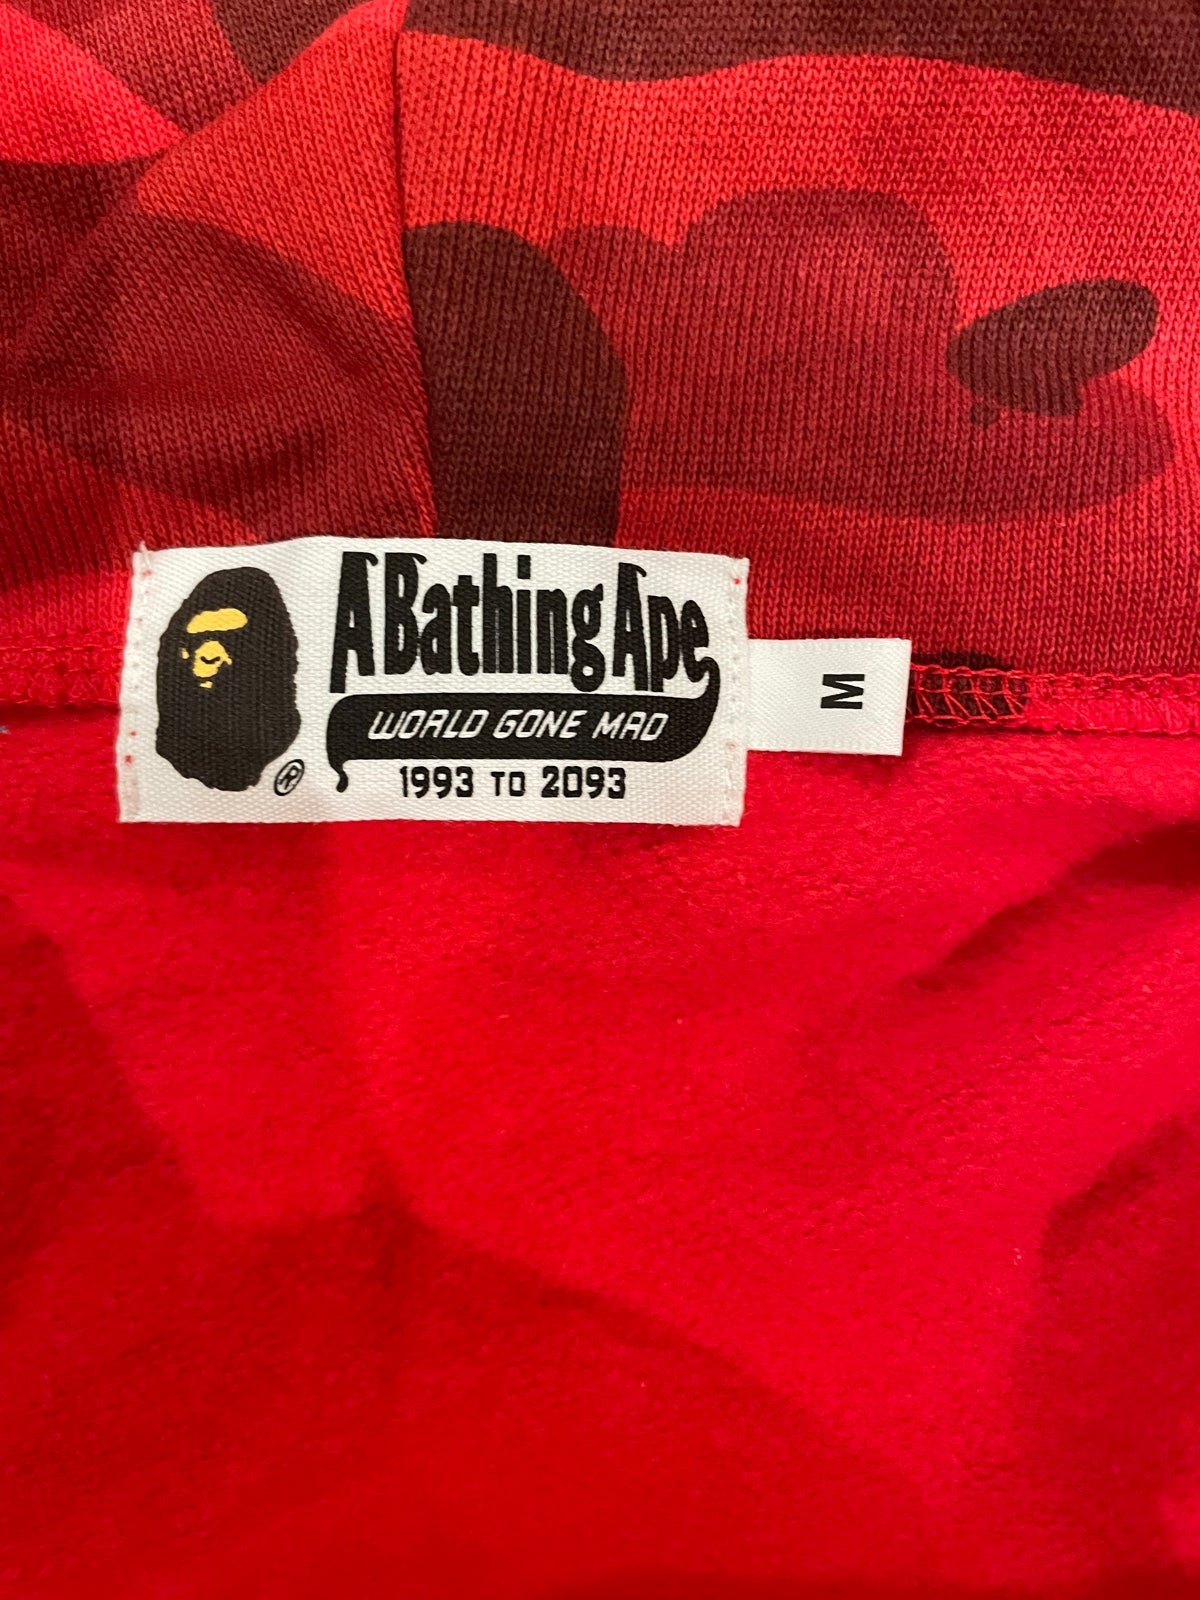 A Bathing Ape
WORLD GONE MAD
1993 TO 2093
®
M